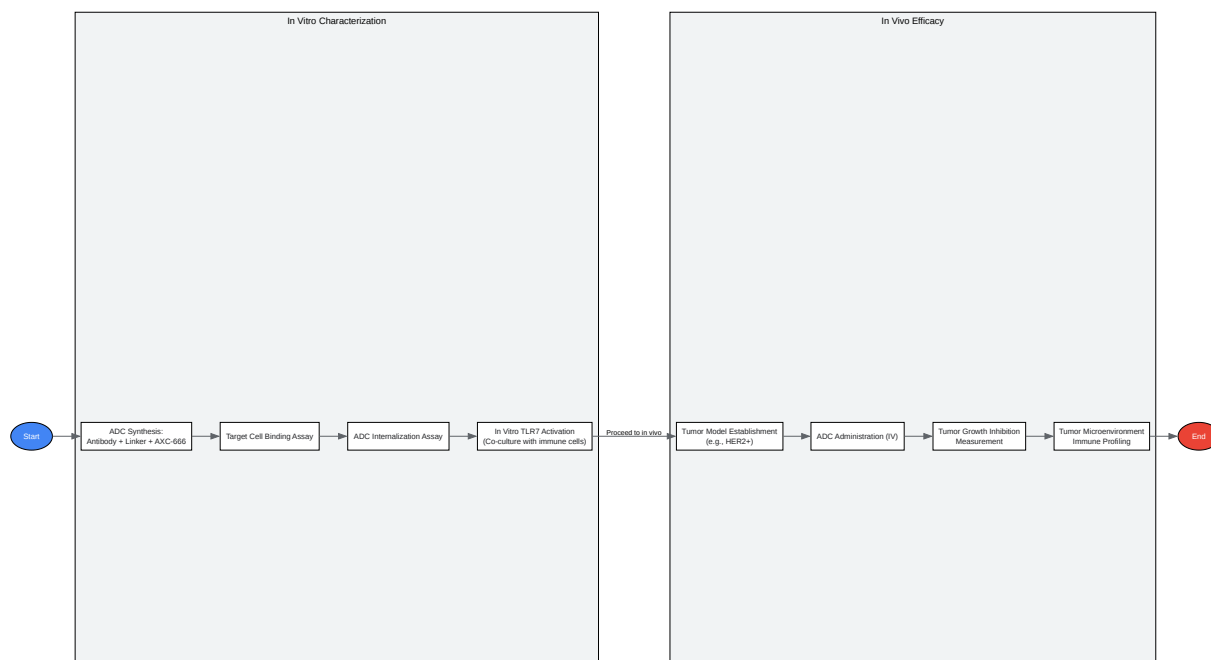 In Vitro Characterization
In Vivo Efficacy
Start
ADC Synthesis:
Antibody + Linker + AXC-666
Target Cell Binding Assay
ADC Internalization Assay
In Vitro TLR7 Activation
(Co-culture with immune cells)
Proceed to in vivo
Tumor Model Establishment
(e.g., HER2+)
ADC Administration (IV)
Tumor Growth Inhibition
Measurement
Tumor Microenvironment
Immune Profiling
End